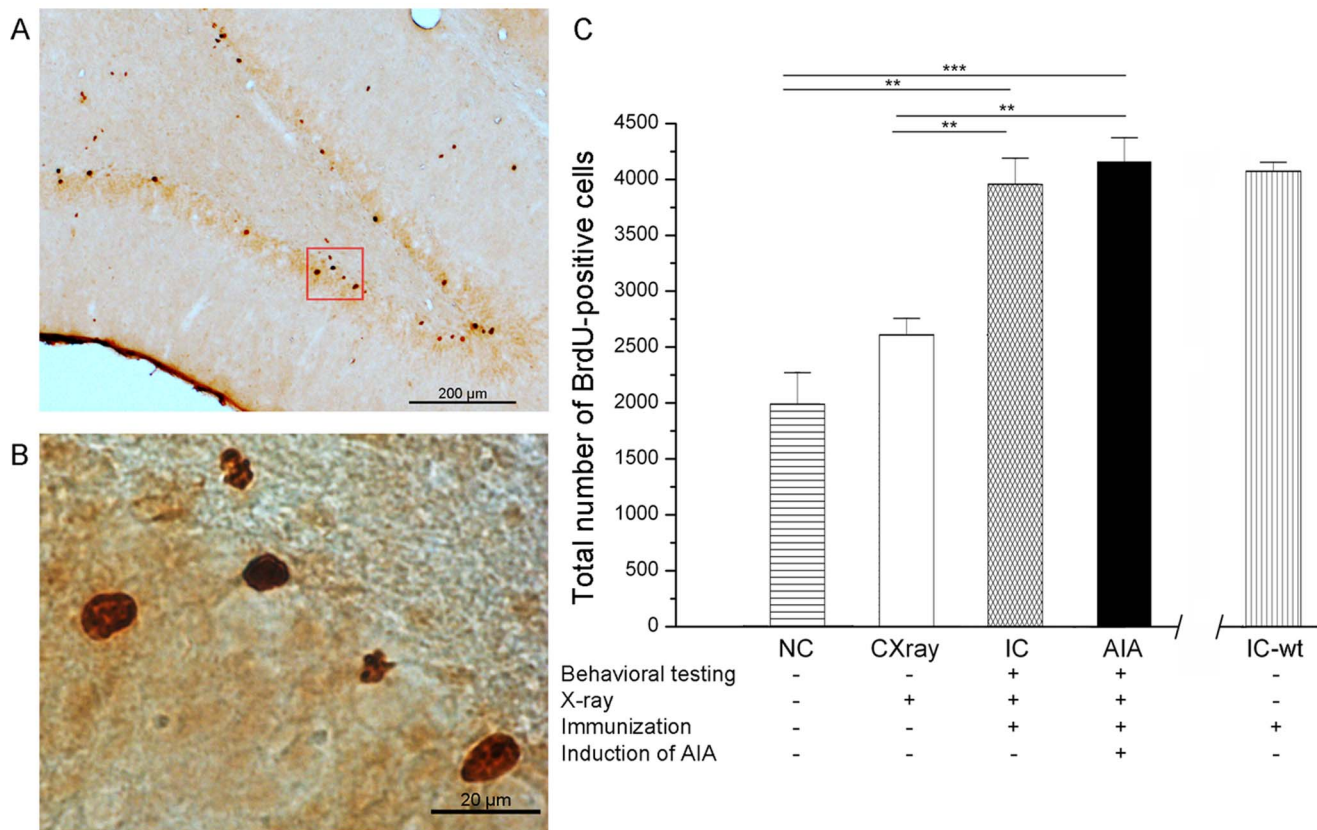 A
200 µm
B
20 µm
C
***
**
**
**
Total number of BrdU-positive cells
4500
4000
3500
3000
2500
2000
1500
1000
500
0
NC CXray IC AIA IC-wt
Behavioral testing - - + + -
X-ray - + + + -
Immunization - - + + +
Induction of AIA - - - + -